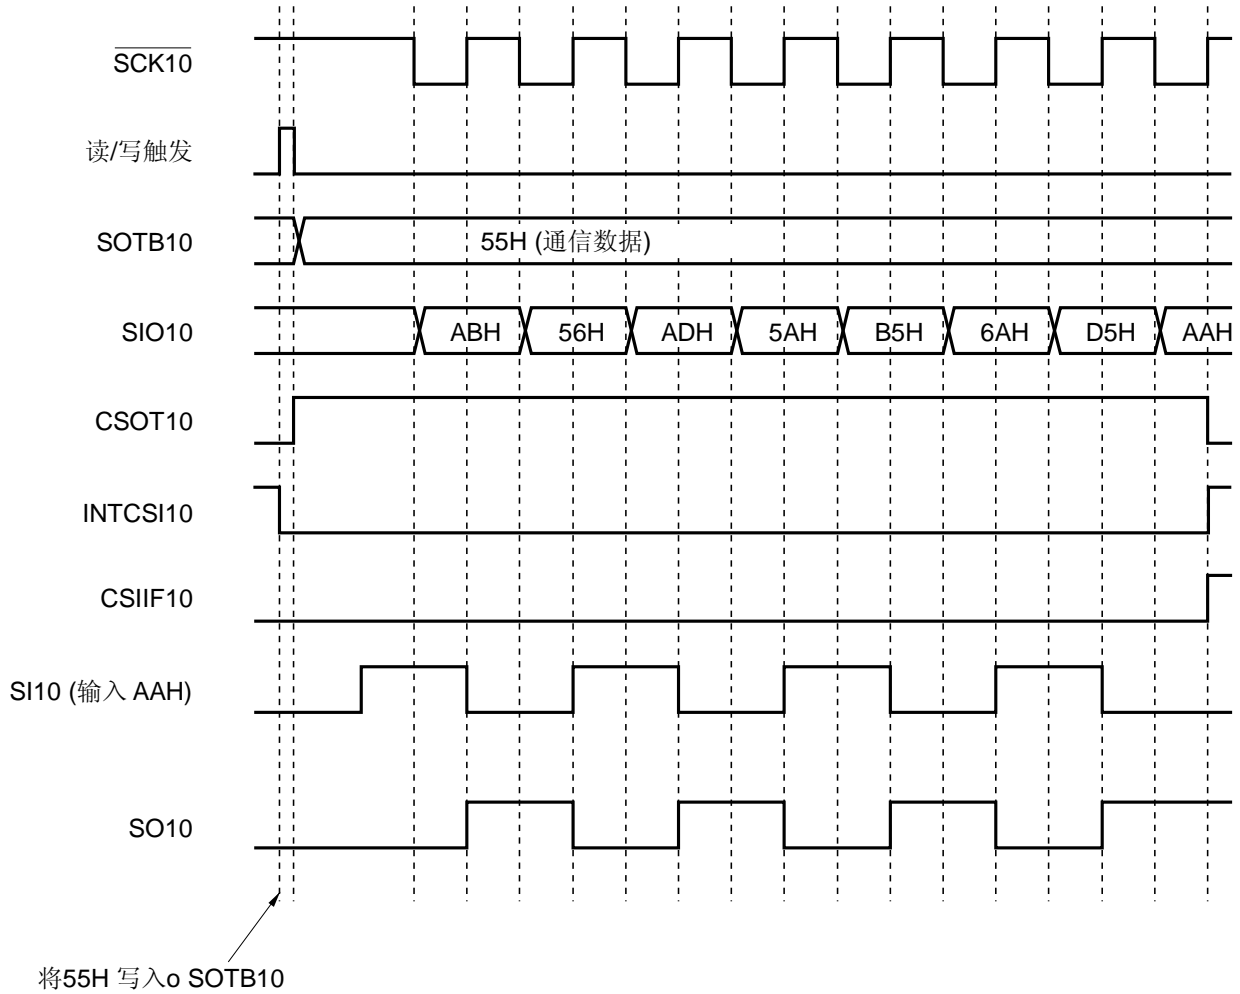 SCK10
读/写触发
SOTB10
55H (通信数据)
SIO10
ABH 56H ADH 5AH B5H 6AH D5H AAH
CSOT10
INTCSI10
CSIIF10
SI10 (输入 AAH)
SO10
将55H 写入o SOTB10